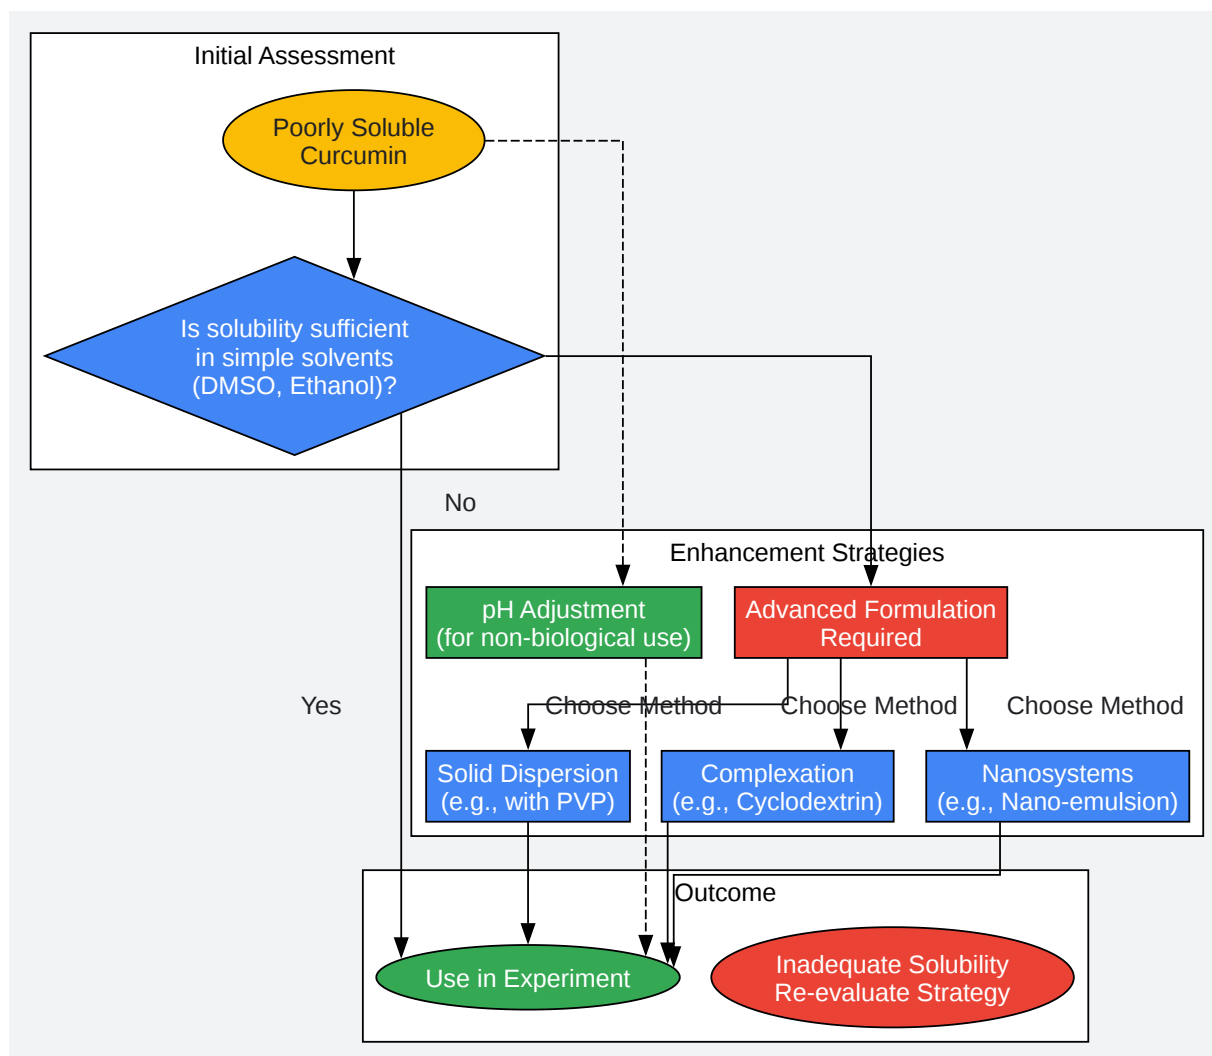 Initial Assessment
Poorly Soluble
Curcumin
Is solubility sufficient
in simple solvents
(DMSO, Ethanol)?
No
Enhancement Strategies
pH Adjustment
(for non-biological use)
Advanced Formulation
Required
Yes
Choose Method
Choose Method
Choose Method
Solid Dispersion
(e.g., with PVP)
Complexation
(e.g., Cyclodextrin)
Nanosystems
(e.g., Nano-emulsion)
Outcome
Use in Experiment
Inadequate Solubility
Re-evaluate Strategy